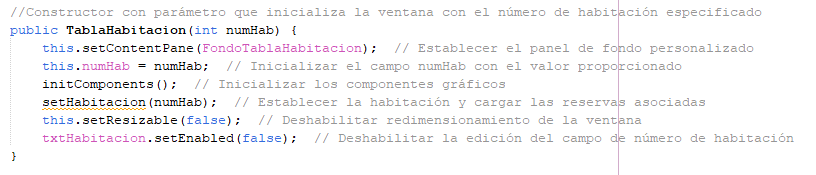 //Constructor con parámetro que inicializa la ventana con el número de habitación especificado
public TablaHabitacion(int numHab) {
    this.setContentPane(FondoTablaHabitacion);  // Establecer el panel de fondo personalizado
    this.numHab = numHab;  // Inicializar el campo numHab con el valor proporcionado
    initComponents();  // Inicializar los componentes gráficos
    setHabitacion(numHab);  // Establecer la habitación y cargar las reservas asociadas
    this.setResizable(false);  // Deshabilitar redimensionamiento de la ventana
    txtHabitacion.setEnabled(false);  // Deshabilitar la edición del campo de número de habitación
}